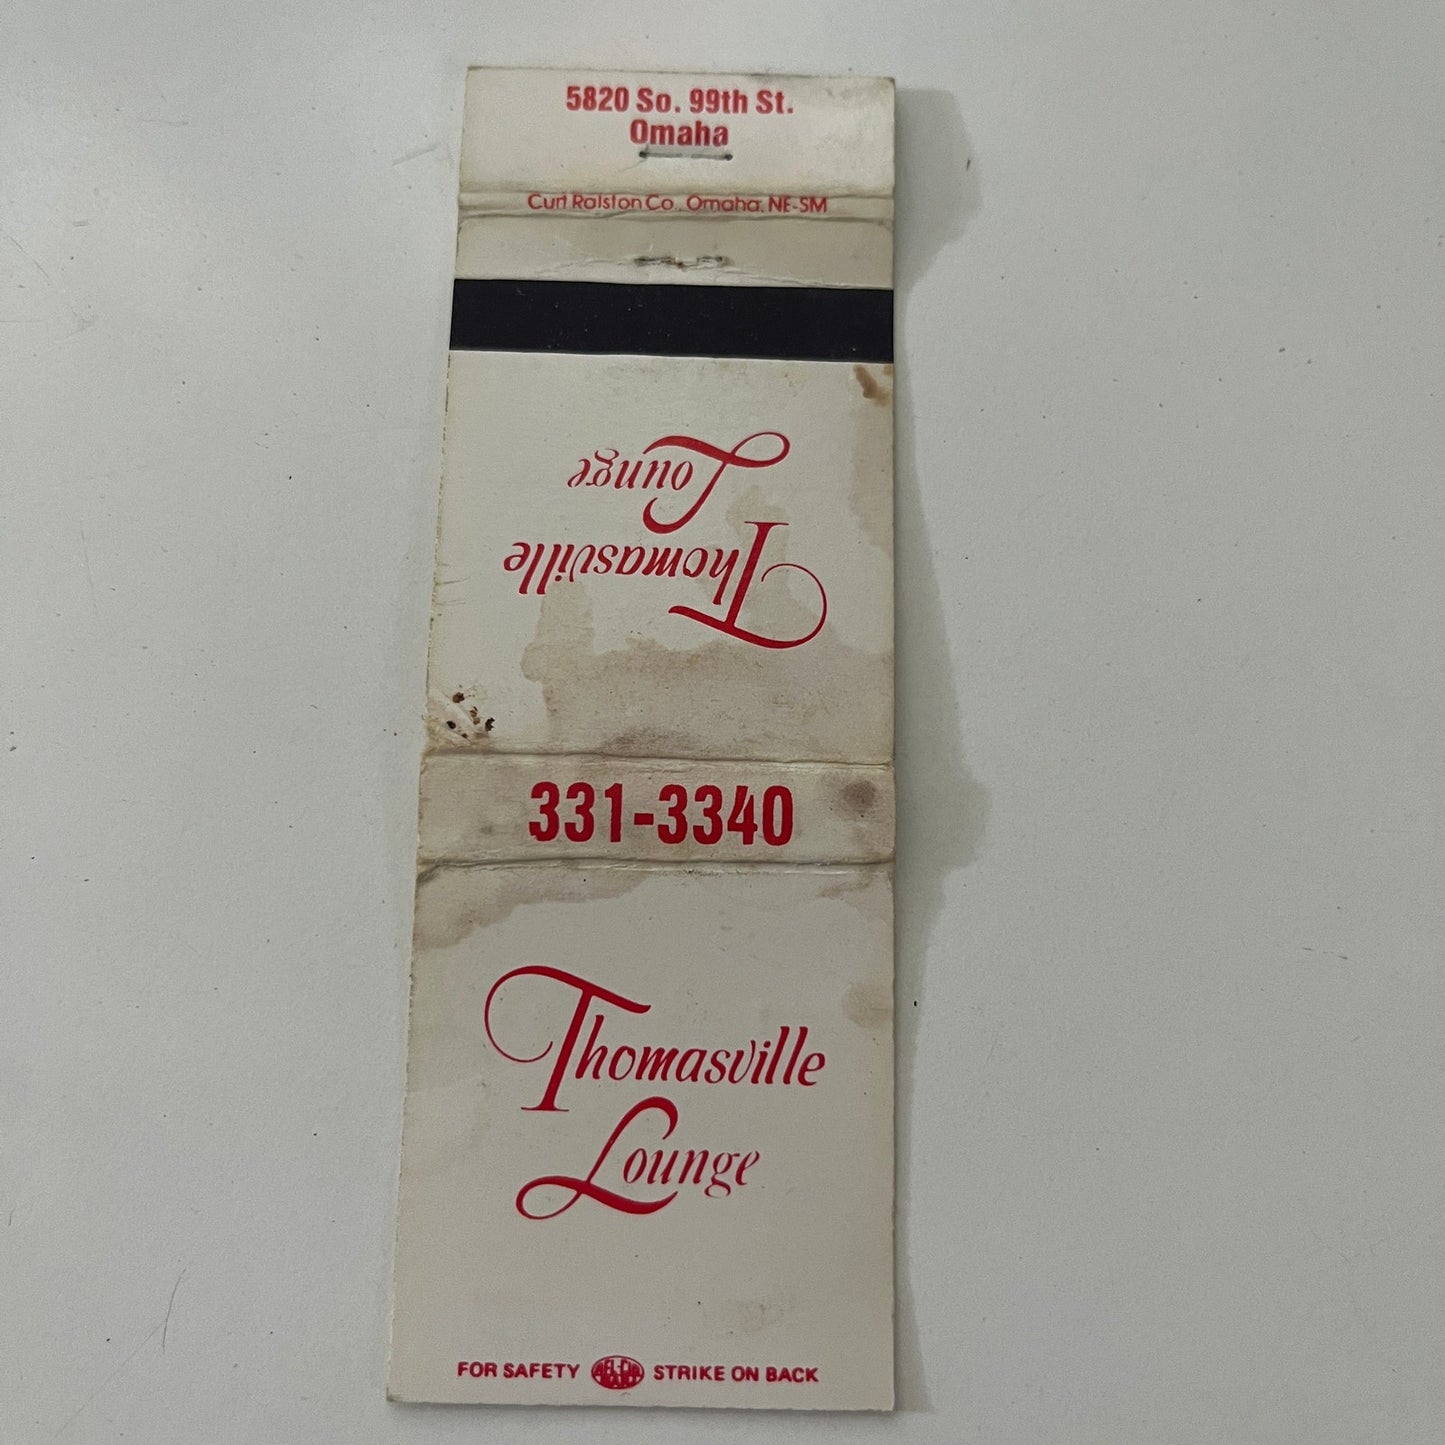 5820 So. 99th St.
Omaha
Curt Ralston Co., Omaha, NE-SM
Thomasville
Lounge
331-3340
Thomasville
Lounge
FOR SAFETY STRIKE ON BACK